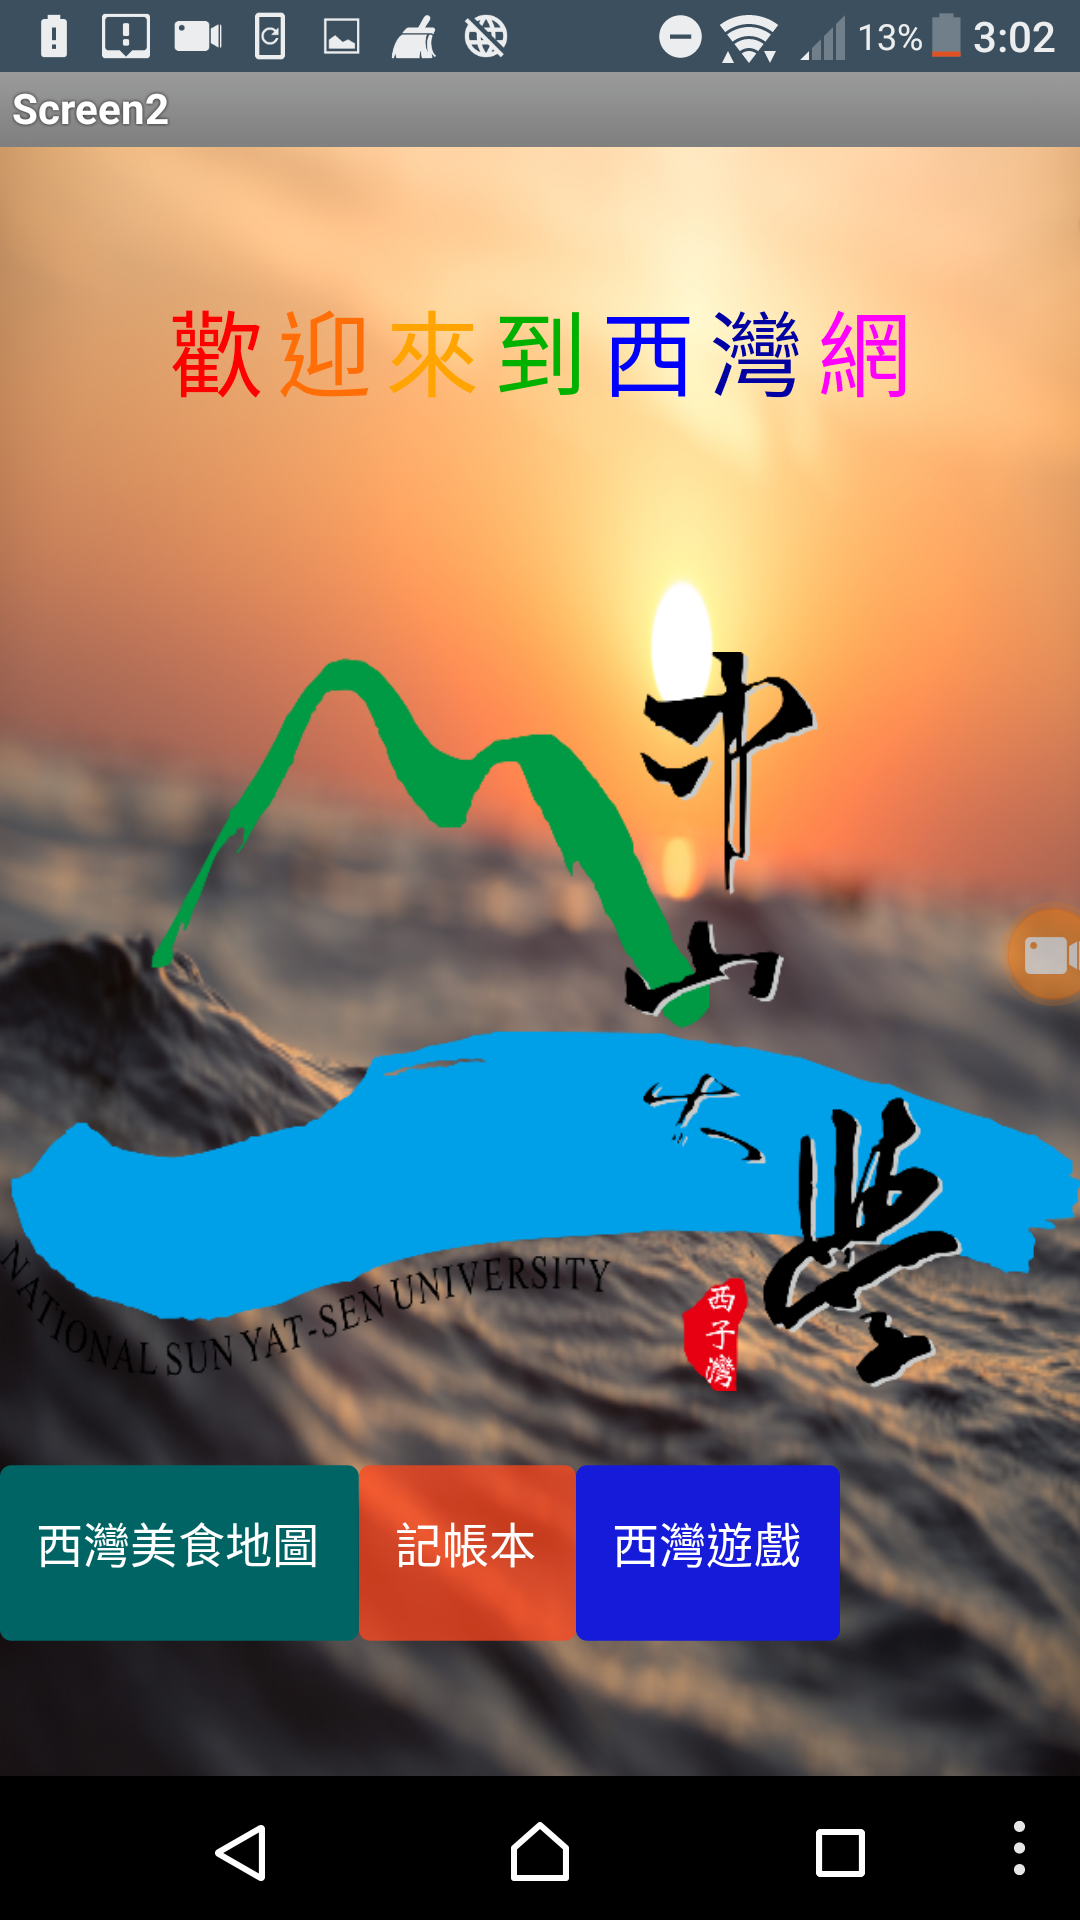 13% 3:02
Screen2
歡迎來到西灣網
中山大學
NATIONAL SUN YAT-SEN UNIVERSITY
西子灣
西灣美食地圖 記帳本 西灣遊戲